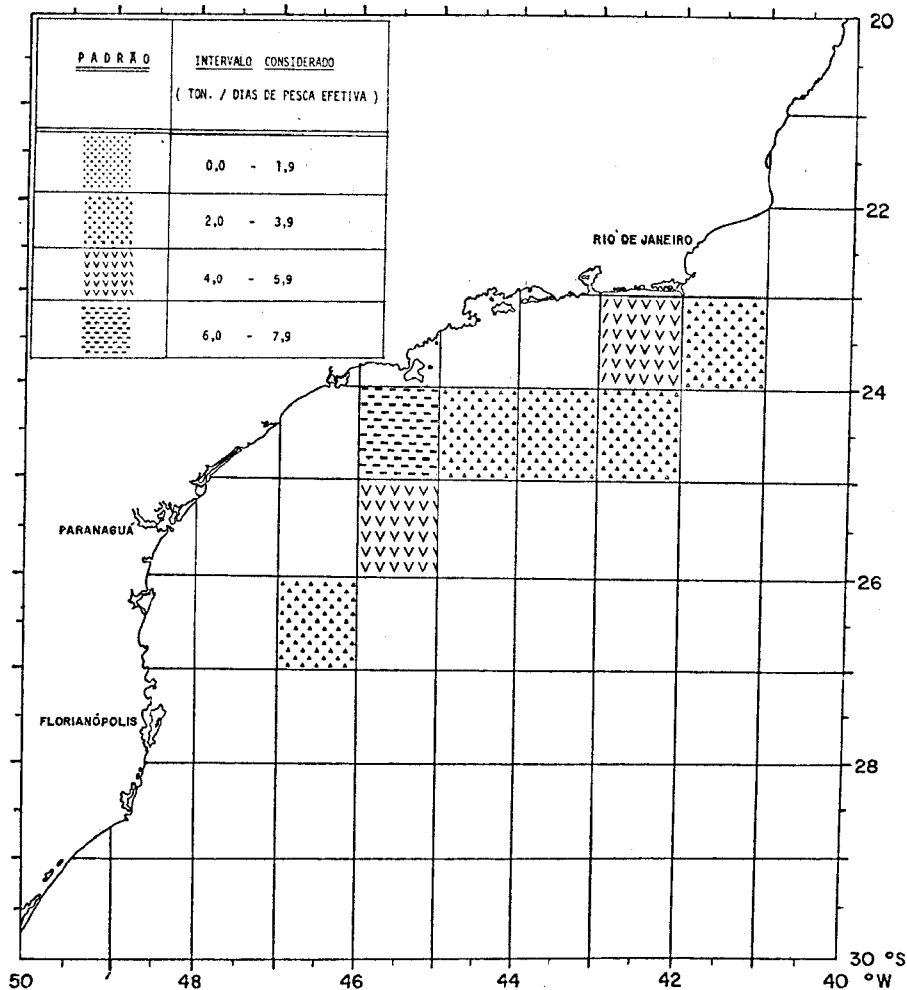 PADRÃO
INTERVALO CONSIDERADO
( TON. / DIAS DE PESCA EFETIVA )
0,0 - 1,9
2,0 - 3,9
4,0 - 5,9
6,0 - 7,9
RIO DE JANEIRO
PARANAGUA
FLORIANÓPOLIS
20
22
24
26
28
30 °S
50
48
46
44
42
40
°W